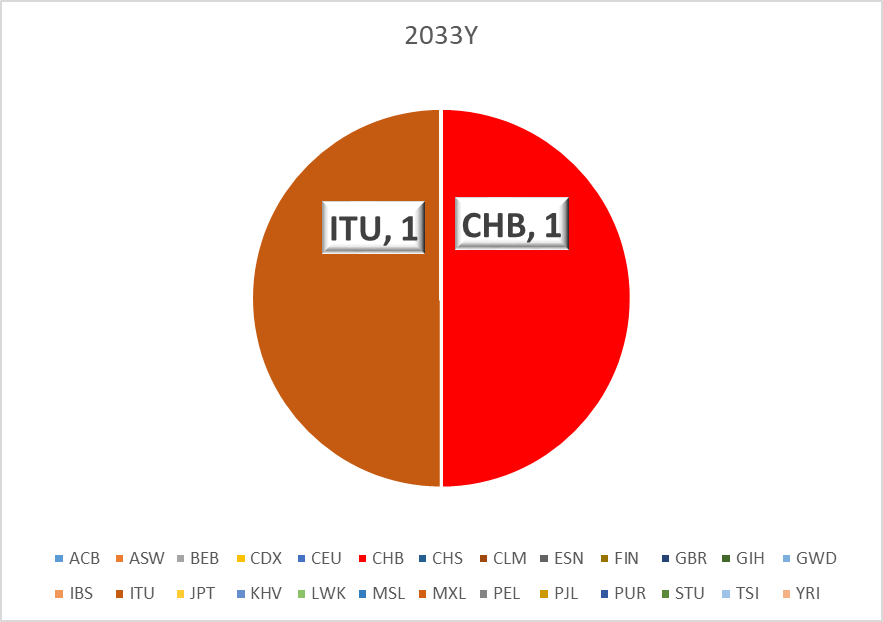 2033Y
ITU, 1
CHB, 1
ACB ASW BEB CDX CEU CHB CHS CLM ESN FIN GBR GIH GWD
IBS ITU JPT KHV LWK MSL MXL PEL PJL PUR STU TSI YRI